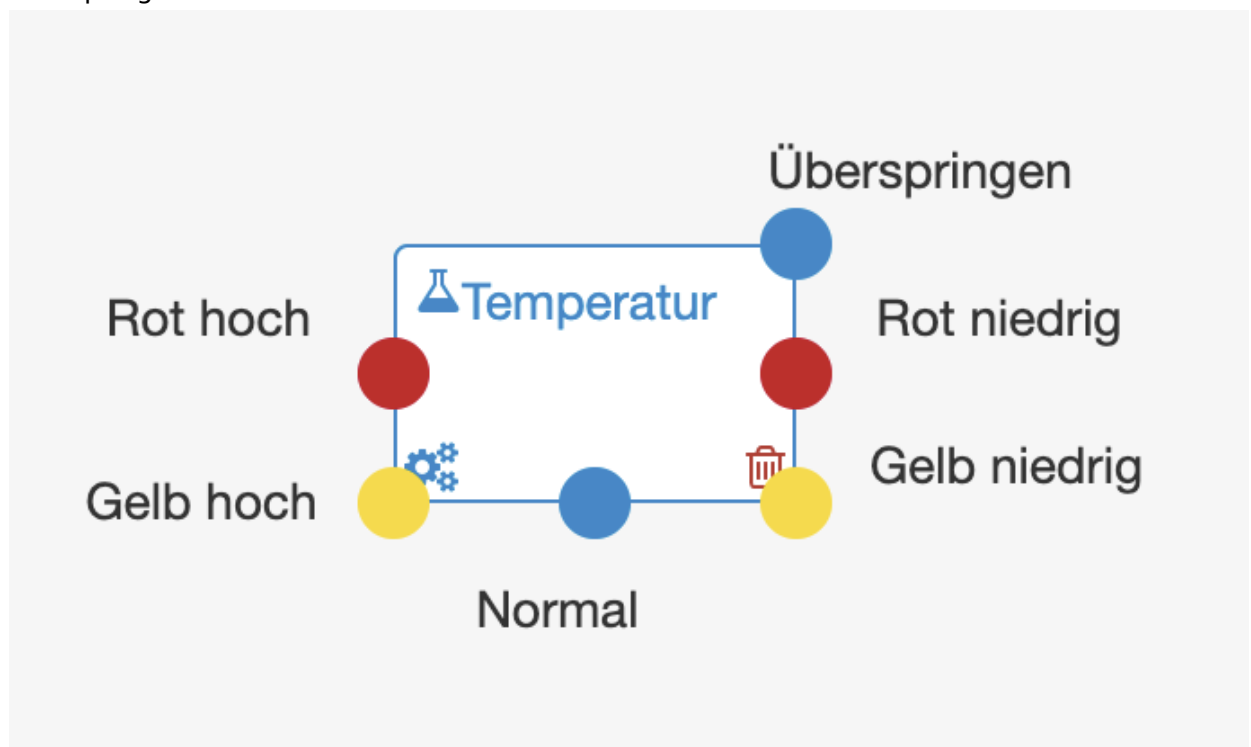 Überspringen
Temperatur
Rot hoch
Rot niedrig
Gelb hoch
Gelb niedrig
Normal